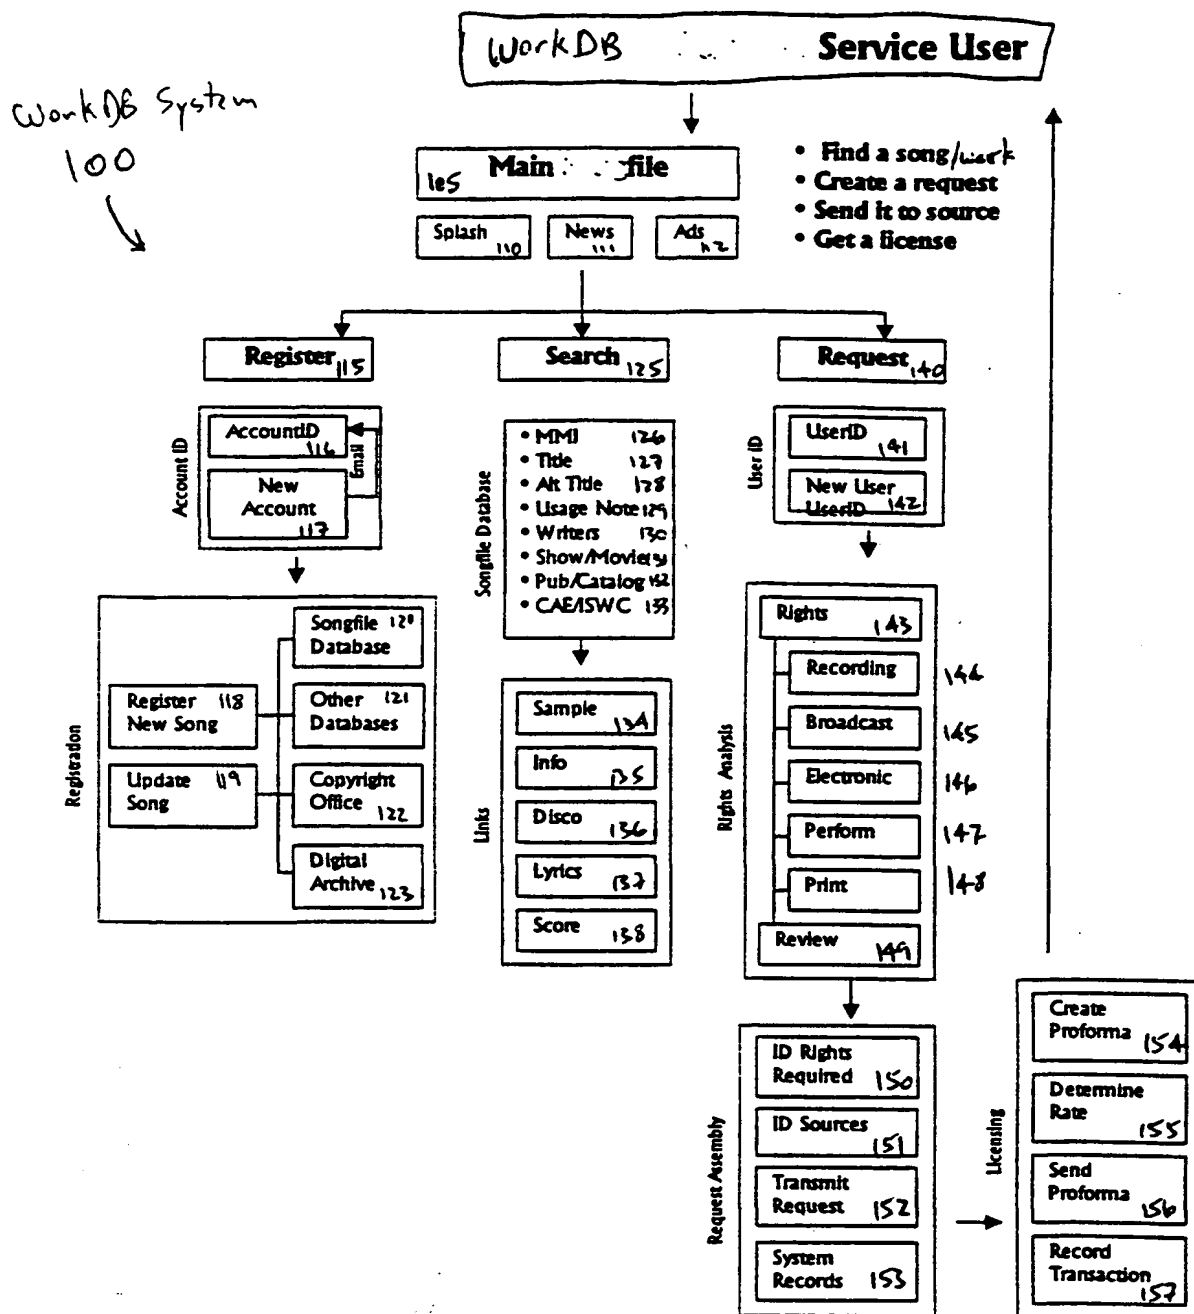 WorkDB Service User
WorkDB System
100
Main file
105
• Find a song/work
• Create a request
• Send it to source
• Get a license
Splash
110
News
111
Ads
112
Register 115
Search 125
Request 140
Account ID
AccountID
116
Email
New
Account
117
Songfile Database
• MMI 126
• Title 127
• Alt Title 128
• Usage Note 129
• Writers 130
• Show/Movie 131
• Pub/Catalog 132
• CAE/ISWC 133
User ID
UserID
141
New User
UserID 142
Registration
Register 118
New Song
Update 119
Song
Songfile 120
Database
Other 121
Databases
Copyright
Office 122
Digital
Archive 123
Links
Sample
134
Info
135
Disco
136
Lyrics
137
Score
138
Rights Analysis
Rights
143
Recording 144
Broadcast 145
Electronic 146
Perform 147
Print 148
Review
149
Request Assembly
ID Rights
Required 150
ID Sources
151
Transmit
Request 152
System
Records 153
Licensing
Create
Proforma
154
Determine
Rate
155
Send
Proforma
156
Record
Transaction
157